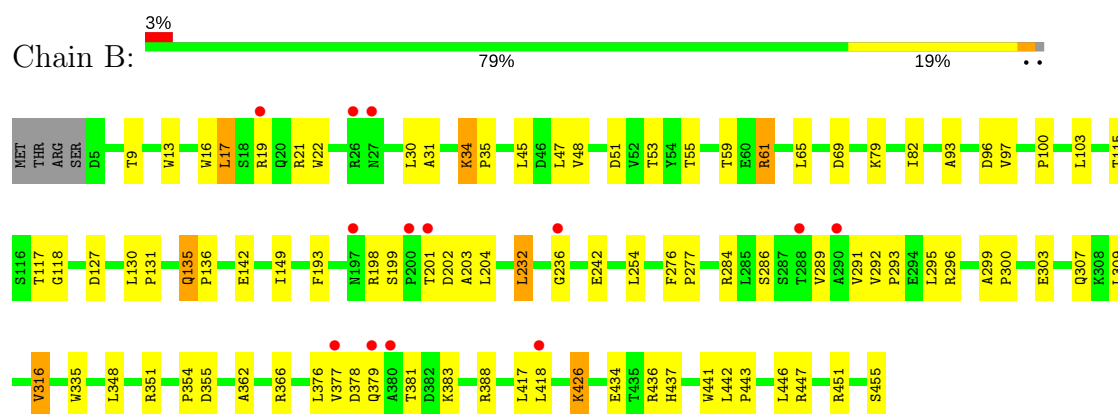 3%
Chain B:
79% 19% • •
MET THR ARG SER D5 T9 W13 W16 L17 S18 R19 Q20 R21 W22 R26 N27 L30 A31 K34 P35 L45 D46 L47 V48 D51 V52 T53 Y54 T55 T59 E60 R61 L65 D69 K79 I82 A93 D96 V97 P100 L103 T115
S116 T117 G118 D127 L130 P131 Q135 P136 E142 I149 F193 N197 R198 S199 P200 T201 D202 A203 L204 L232 G236 E242 L254 F276 P277 R284 L285 S286 S287 T288 V289 A290 V291 V292 P293 E294 L295 R296 A299 P300 E303 Q307 K308 L309
V316 W335 L348 R351 P354 D355 A362 R366 L376 V377 D378 Q379 A380 T381 D382 K383 R388 L417 L418 K426 E434 T435 R436 H437 W441 L442 P443 L446 R447 R451 S455